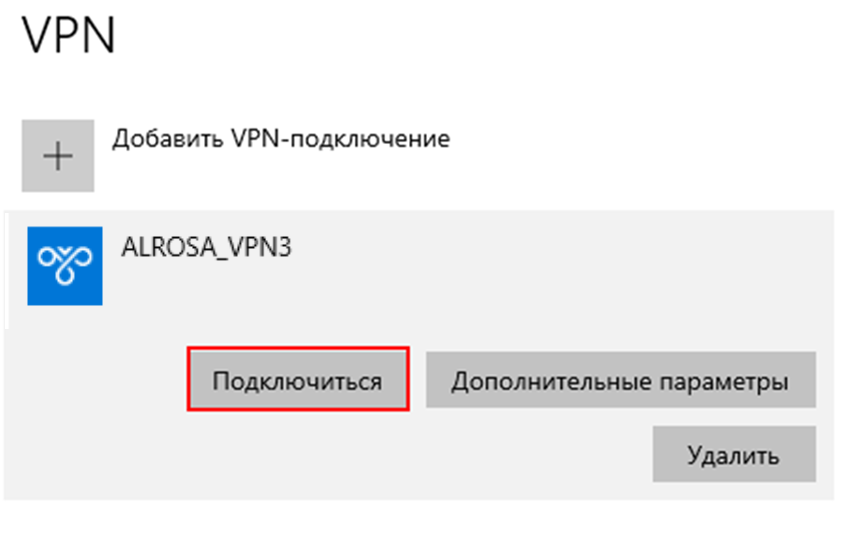 VPN
Добавить VPN-подключение
ALROSA_VPN3
Подключиться
Дополнительные параметры
Удалить